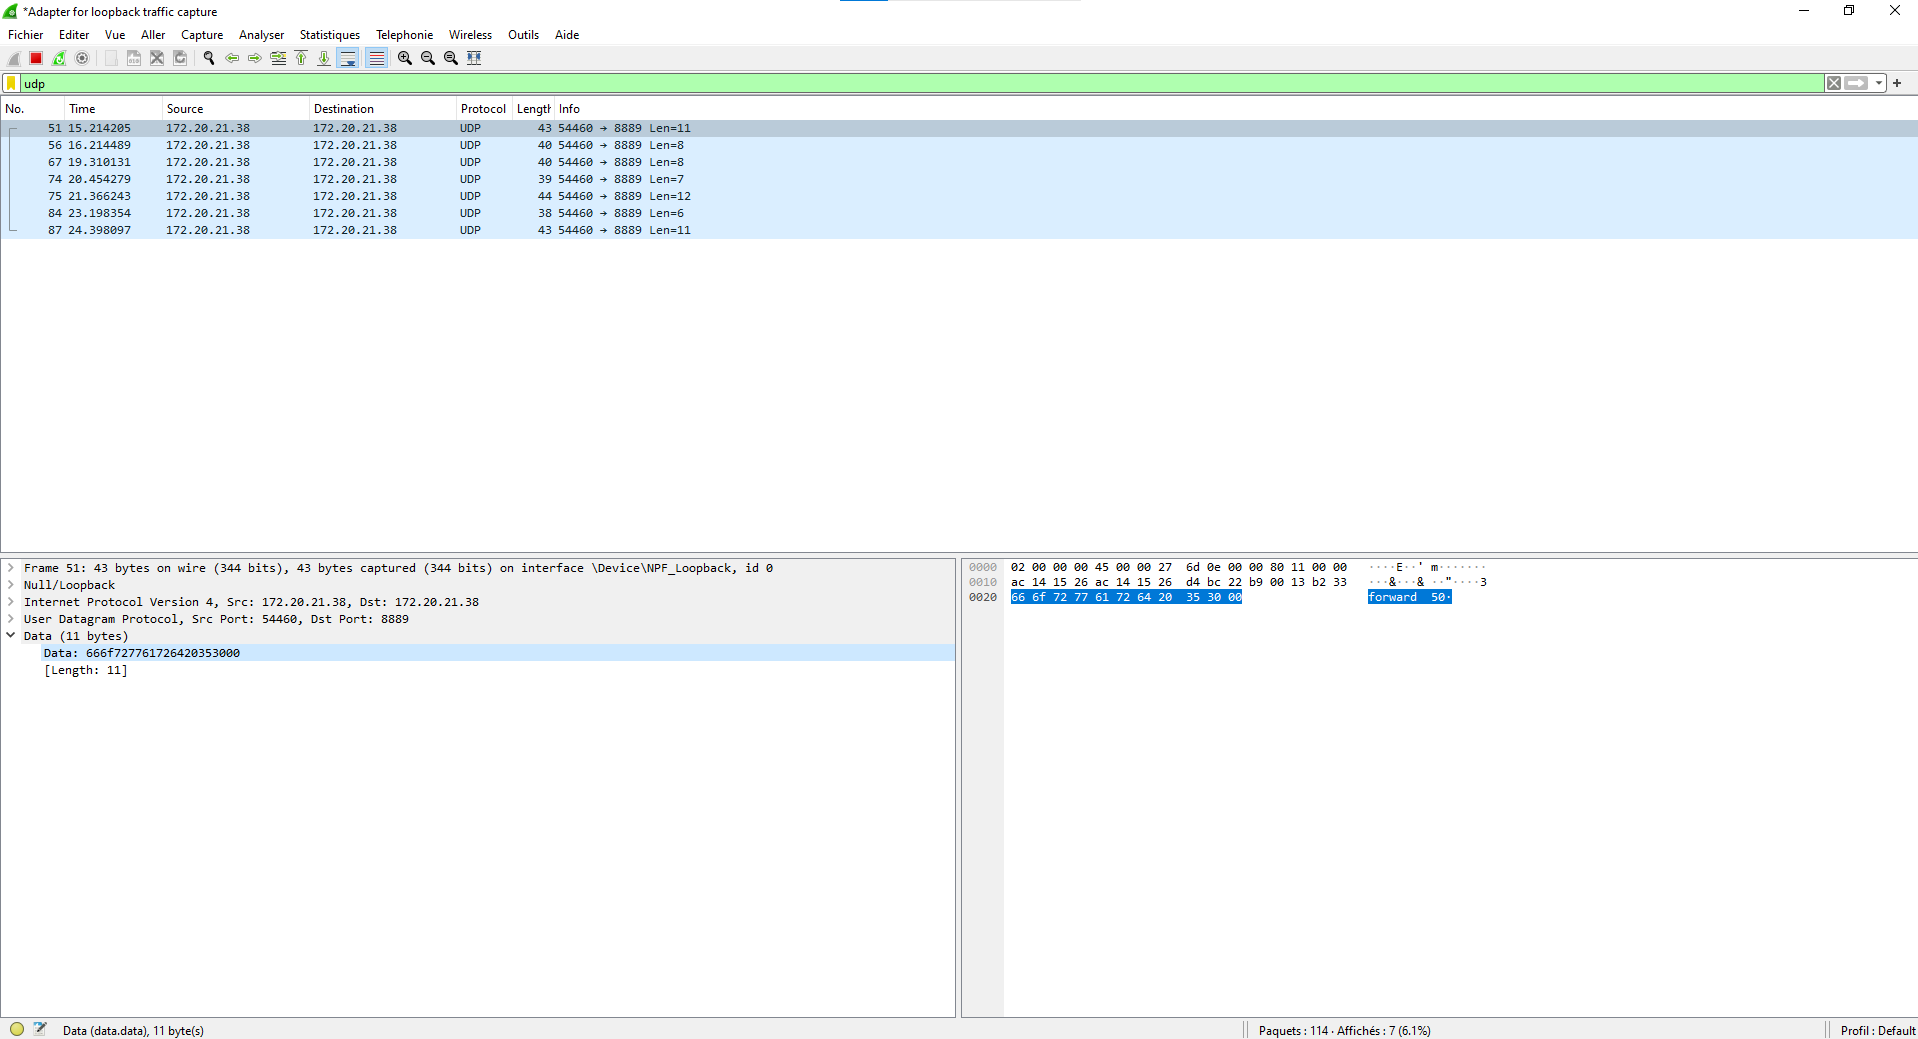 *Adapter for loopback traffic capture
Fichier Editer Vue Aller Capture Analyser Statistiques Telephonie Wireless Outils Aide
udp
No. Time Source Destination Protocol Length Info
51 15.214205 172.20.21.38 172.20.21.38 UDP 43 54460 → 8889 Len=11
56 16.214489 172.20.21.38 172.20.21.38 UDP 40 54460 → 8889 Len=8
67 19.310131 172.20.21.38 172.20.21.38 UDP 40 54460 → 8889 Len=8
74 20.454279 172.20.21.38 172.20.21.38 UDP 39 54460 → 8889 Len=7
75 21.366243 172.20.21.38 172.20.21.38 UDP 44 54460 → 8889 Len=12
84 23.198354 172.20.21.38 172.20.21.38 UDP 38 54460 → 8889 Len=6
87 24.398097 172.20.21.38 172.20.21.38 UDP 43 54460 → 8889 Len=11
Frame 51: 43 bytes on wire (344 bits), 43 bytes captured (344 bits) on interface \Device\NPF_Loopback, id 0
Null/Loopback
Internet Protocol Version 4, Src: 172.20.21.38, Dst: 172.20.21.38
User Datagram Protocol, Src Port: 54460, Dst Port: 8889
Data (11 bytes)
Data: 666f727761726420353000
[Length: 11]
0000 02 00 00 00 45 00 00 27 6d 0e 00 00 80 11 00 00 ····E··' m·······
0010 ac 14 15 26 ac 14 15 26 d4 bc 22 b9 00 13 b2 33 ···&···& ··"····3
0020 66 6f 72 77 61 72 64 20 35 30 00 forward 50·
Data (data.data), 11 byte(s)
Paquets : 114 · Affichés : 7 (6.1%)
Profil : Default